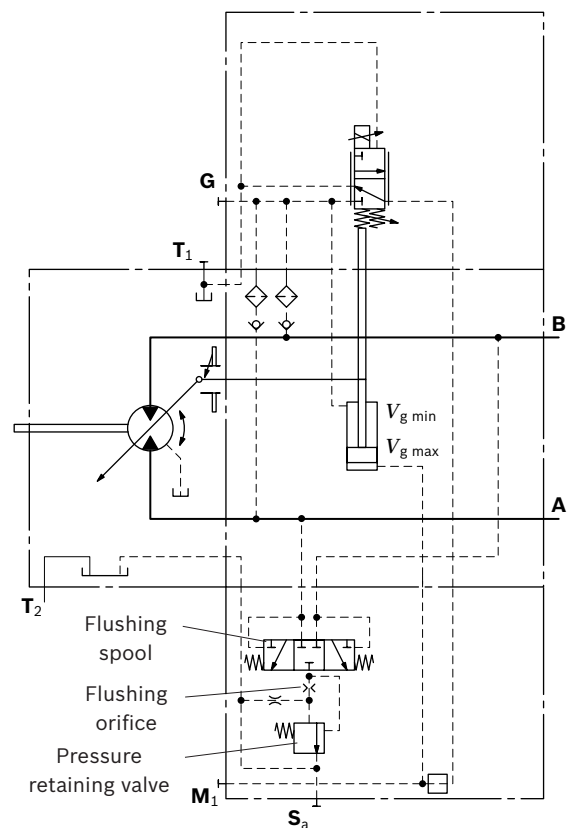 G
T1
B
Vg min
Vg max
A
T2
Flushing
spool
Flushing
orifice
Pressure
retaining valve
M1
Sa